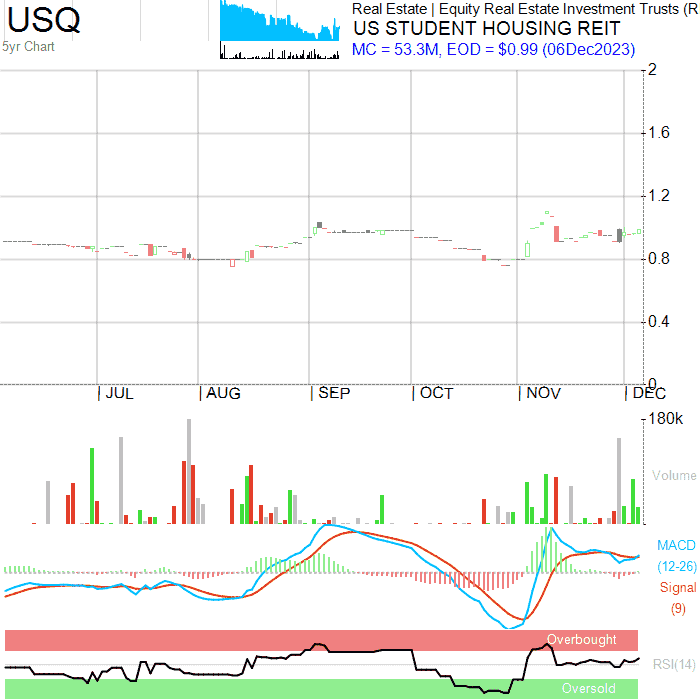 USQ
5yr Chart
Real Estate | Equity Real Estate Investment Trusts (R
US STUDENT HOUSING REIT
MC = 53.3M, EOD = $0.99 (06Dec2023)
2
1.6
1.2
0.8
0.4
0
| JUL | AUG | SEP | OCT | NOV | DEC
180k
Volume
MACD
(12-26)
Signal
(9)
Overbought
RSI(14)
Oversold